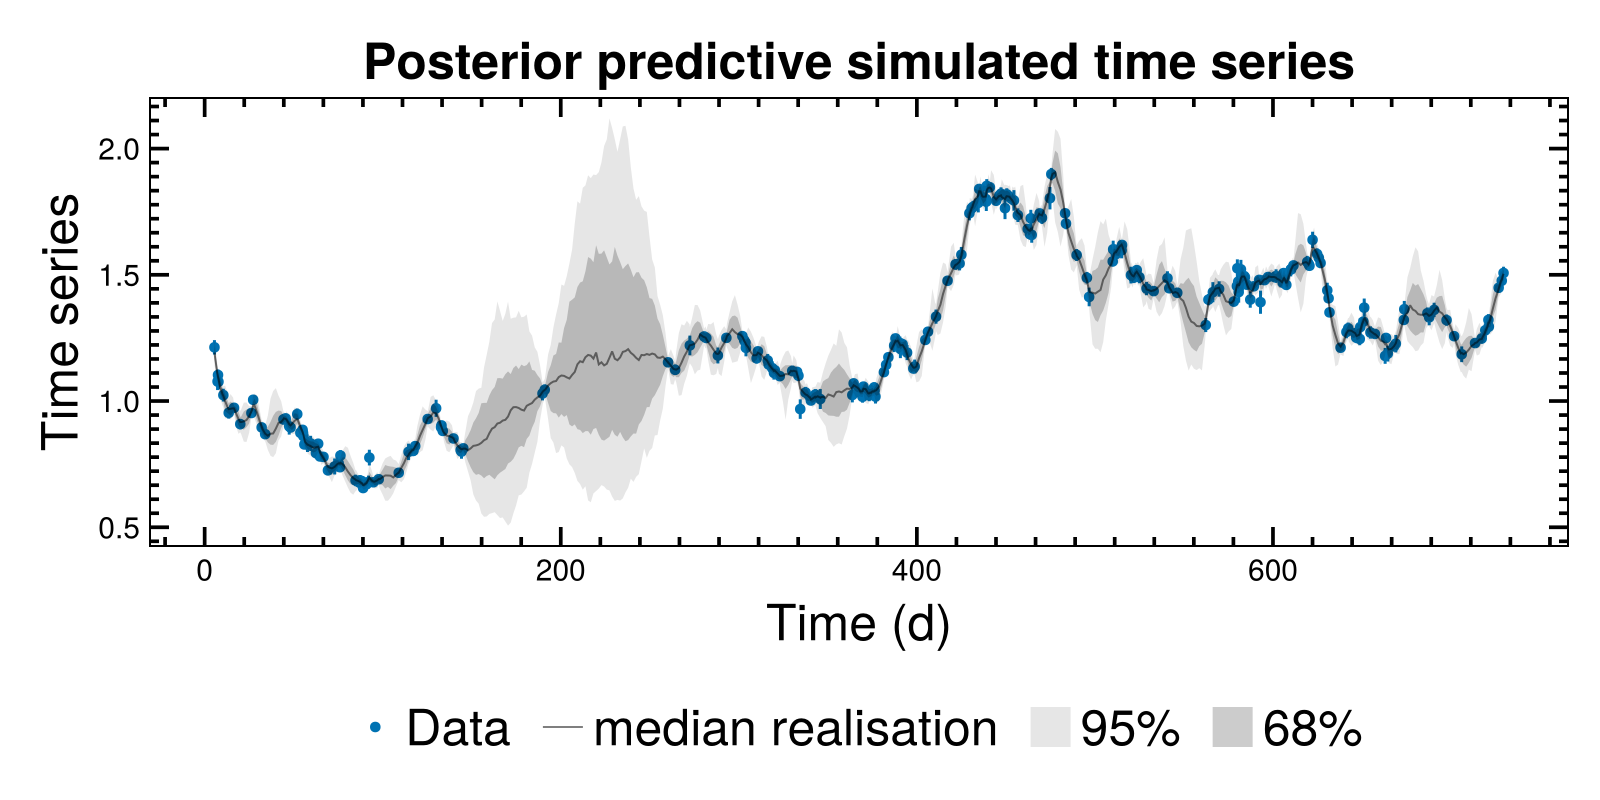 Posterior predictive simulated time series
Time series
2.0
1.5
1.0
0.5
0 200 400 600
Time (d)
Data median realisation 95% 68%